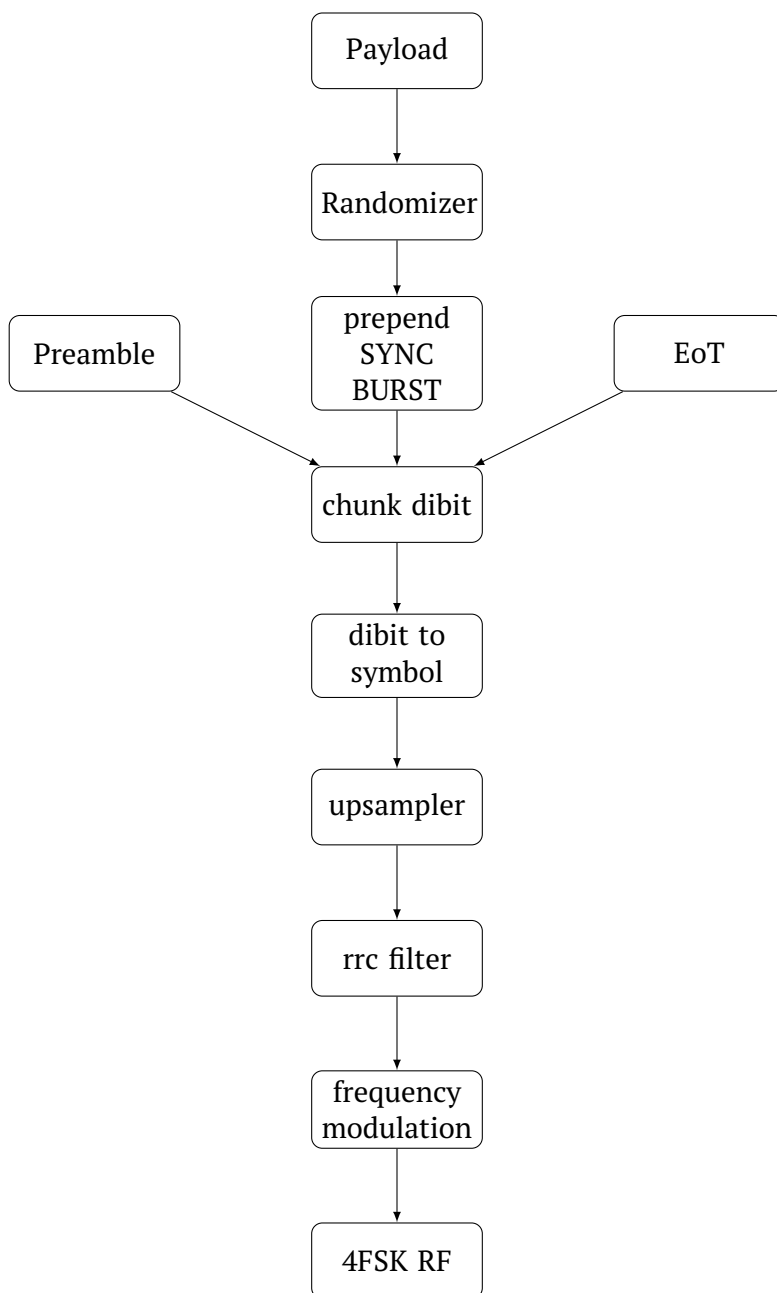 Payload
Randomizer
prepend
SYNC
BURST
Preamble
EoT
chunk dibit
dibit to
symbol
upsampler
rrc filter
frequency
modulation
4FSK RF